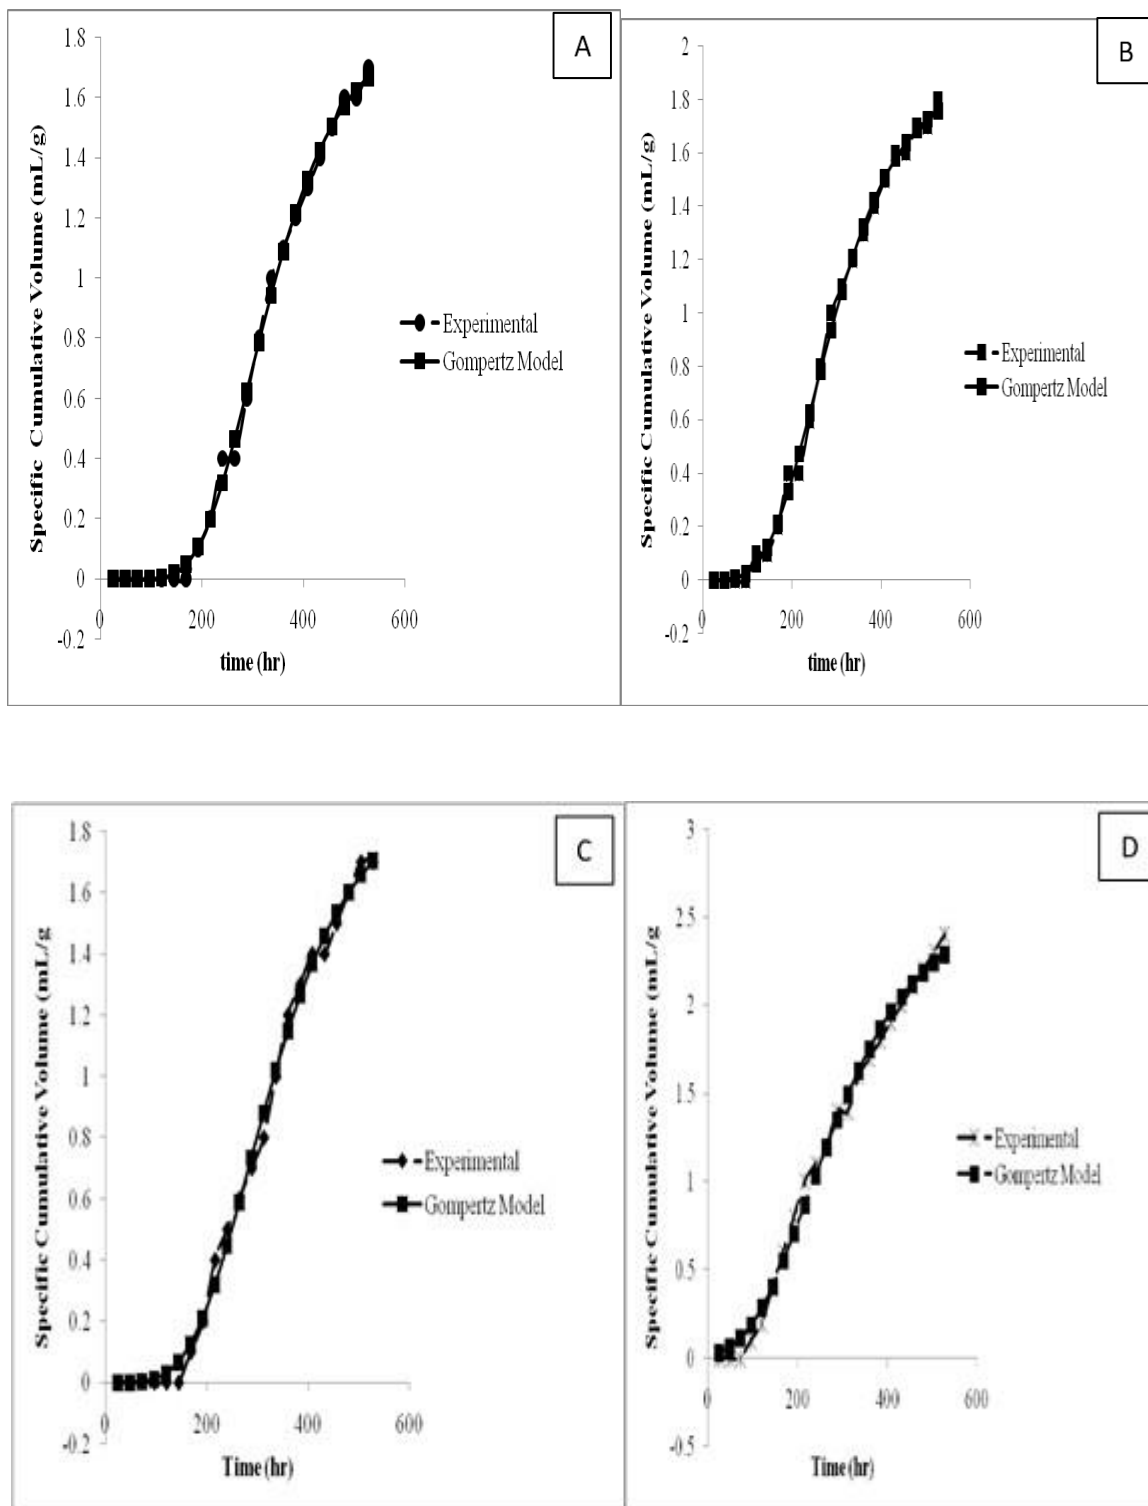 A
1.8
1.6
1.4
1.2
1
0.8
0.6
0.4
0.2
0
-0.2
0
200
400
600
Specific Cumulative Volume (mL/g)
time (hr)
Experimental
Gompertz Model
B
2
1.8
1.6
1.4
1.2
1
0.8
0.6
0.4
0.2
0
-0.2
0
200
400
600
Specific Cumulative Volume (mL/g)
time (hr)
Experimental
Gompertz Model
C
1.8
1.6
1.4
1.2
1
0.8
0.6
0.4
0.2
0
-0.2
0
200
400
600
Specific Cumulative Volume (mL/g
Time (hr)
Experimental
Gompertz Model
D
3
2.5
2
1.5
1
0.5
0
-0.5
0
200
400
600
Specific Cumulative Volume (mL/g
Time (hr)
Experimental
Gompertz Model